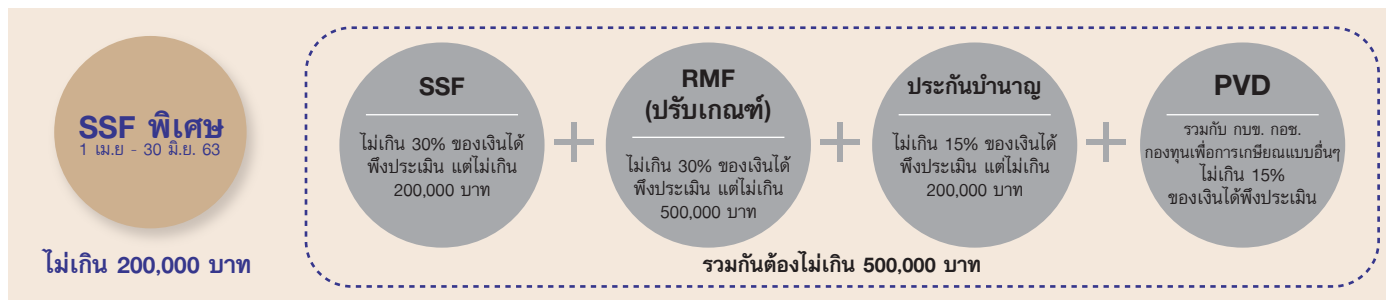 SSF พิเศษ
1 เม.ย - 30 มิ.ย. 63
ไม่เกิน 200,000 บาท
SSF
ไม่เกิน 30% ของเงินได้
พึงประเมิน แต่ไม่เกิน
200,000 บาท
+
RMF
(ปรับเกณฑ์)
ไม่เกิน 30% ของเงินได้
พึงประเมิน แต่ไม่เกิน
500,000 บาท
+
ประกันบำนาญ
ไม่เกิน 15% ของเงินได้
พึงประเมิน แต่ไม่เกิน
200,000 บาท
+
PVD
รวมกับ กบข. กอช.
กองทุนเพื่อการเกษียณแบบอื่นๆ
ไม่เกิน 15%
ของเงินได้พึงประเมิน
รวมกันต้องไม่เกิน 500,000 บาท